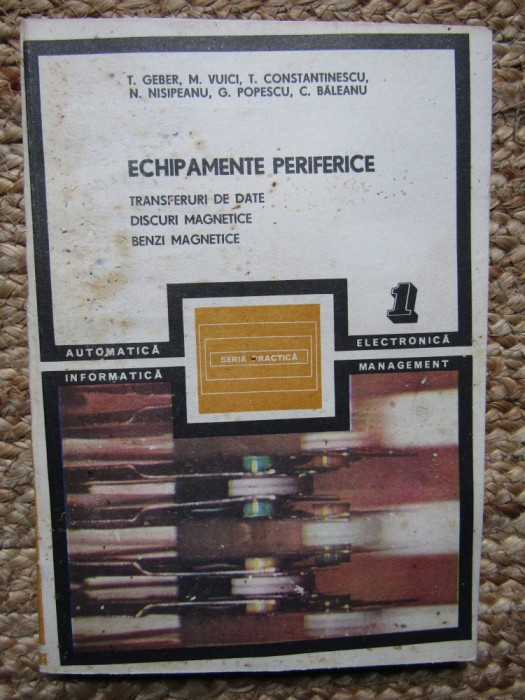 T. GEBER, M. VUICI, T. CONSTANTINESCU,
N. NISIPEANU, G. POPESCU, C. BĂLEANU
ECHIPAMENTE PERIFERICE
TRANSFERURI DE DATE
DISCURI MAGNETICE
BENZI MAGNETICE
1
AUTOMATICĂ
ELECTRONICĂ
SERIA PRACTICĂ
INFORMATICĂ
MANAGEMENT